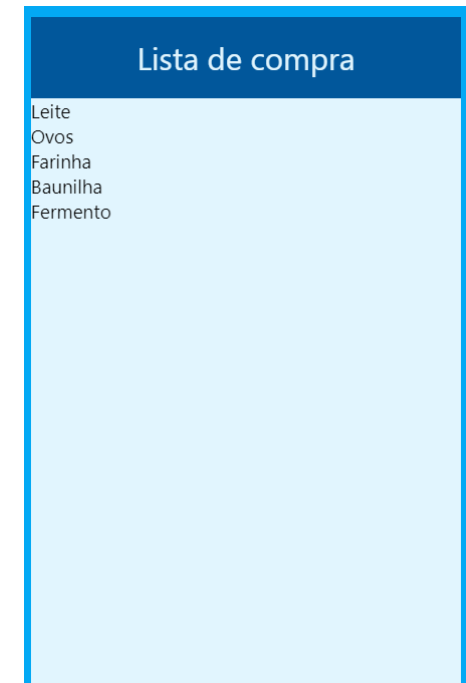 Lista de compra
Leite
Ovos
Farinha
Baunilha
Fermento